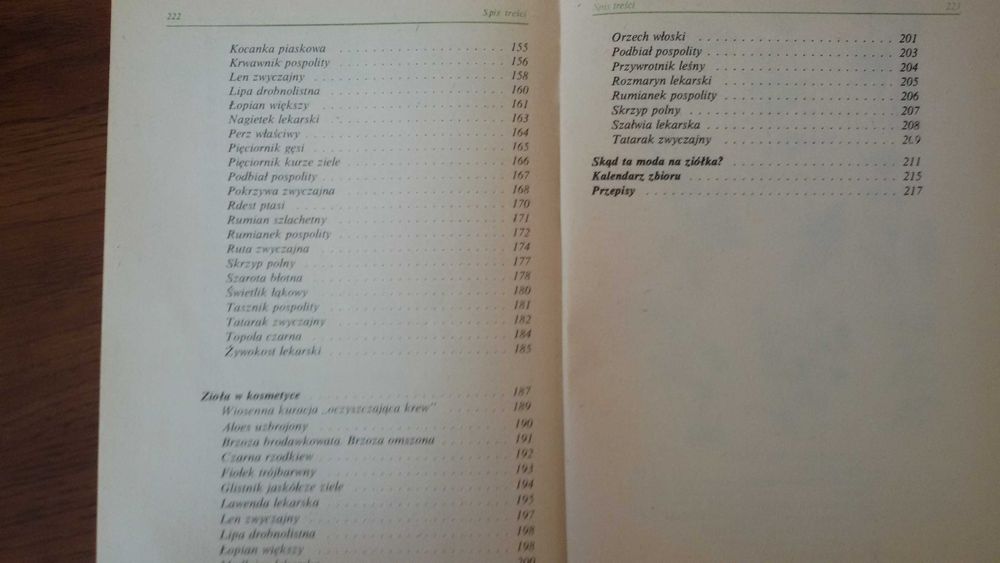 222 Spis treści
Kocanka piaskowa 155
Krwawnik pospolity 156
Len zwyczajny 158
Lipa drobnolistna 160
Łopian większy 161
Nagietek lekarski 163
Perz właściwy 164
Pięciornik gęsi 165
Pięciornik kurze ziele 166
Podbiał pospolity 167
Pokrzywa zwyczajna 168
Rdest ptasi 170
Rumian szlachetny 171
Rumianek pospolity 172
Ruta zwyczajna 174
Skrzyp polny 177
Szarota błotna 178
Świetlik łąkowy 180
Tasznik pospolity 181
Tatarak zwyczajny 182
Topola czarna 184
Żywokost lekarski 185
Zioła w kosmetyce 187
Wiosenna kuracja „oczyszczająca krew” 189
Aloes uzbrojony 190
Brzoza brodawkowata. Brzoza omszona 191
Czarna rzodkiew 192
Fiołek trójbarwny 193
Glistnik jaskółcze ziele 194
Lawenda lekarska 195
Len zwyczajny 197
Lipa drobnolistna 198
Łopian większy 198
200
Spis treści 223
Orzech włoski 201
Podbiał pospolity 203
Przywrotnik leśny 204
Rozmaryn lekarski 205
Rumianek pospolity 206
Skrzyp polny 207
Szałwia lekarska 208
Tatarak zwyczajny 209
Skąd ta moda na ziółka? 211
Kalendarz zbioru 215
Przepisy 217